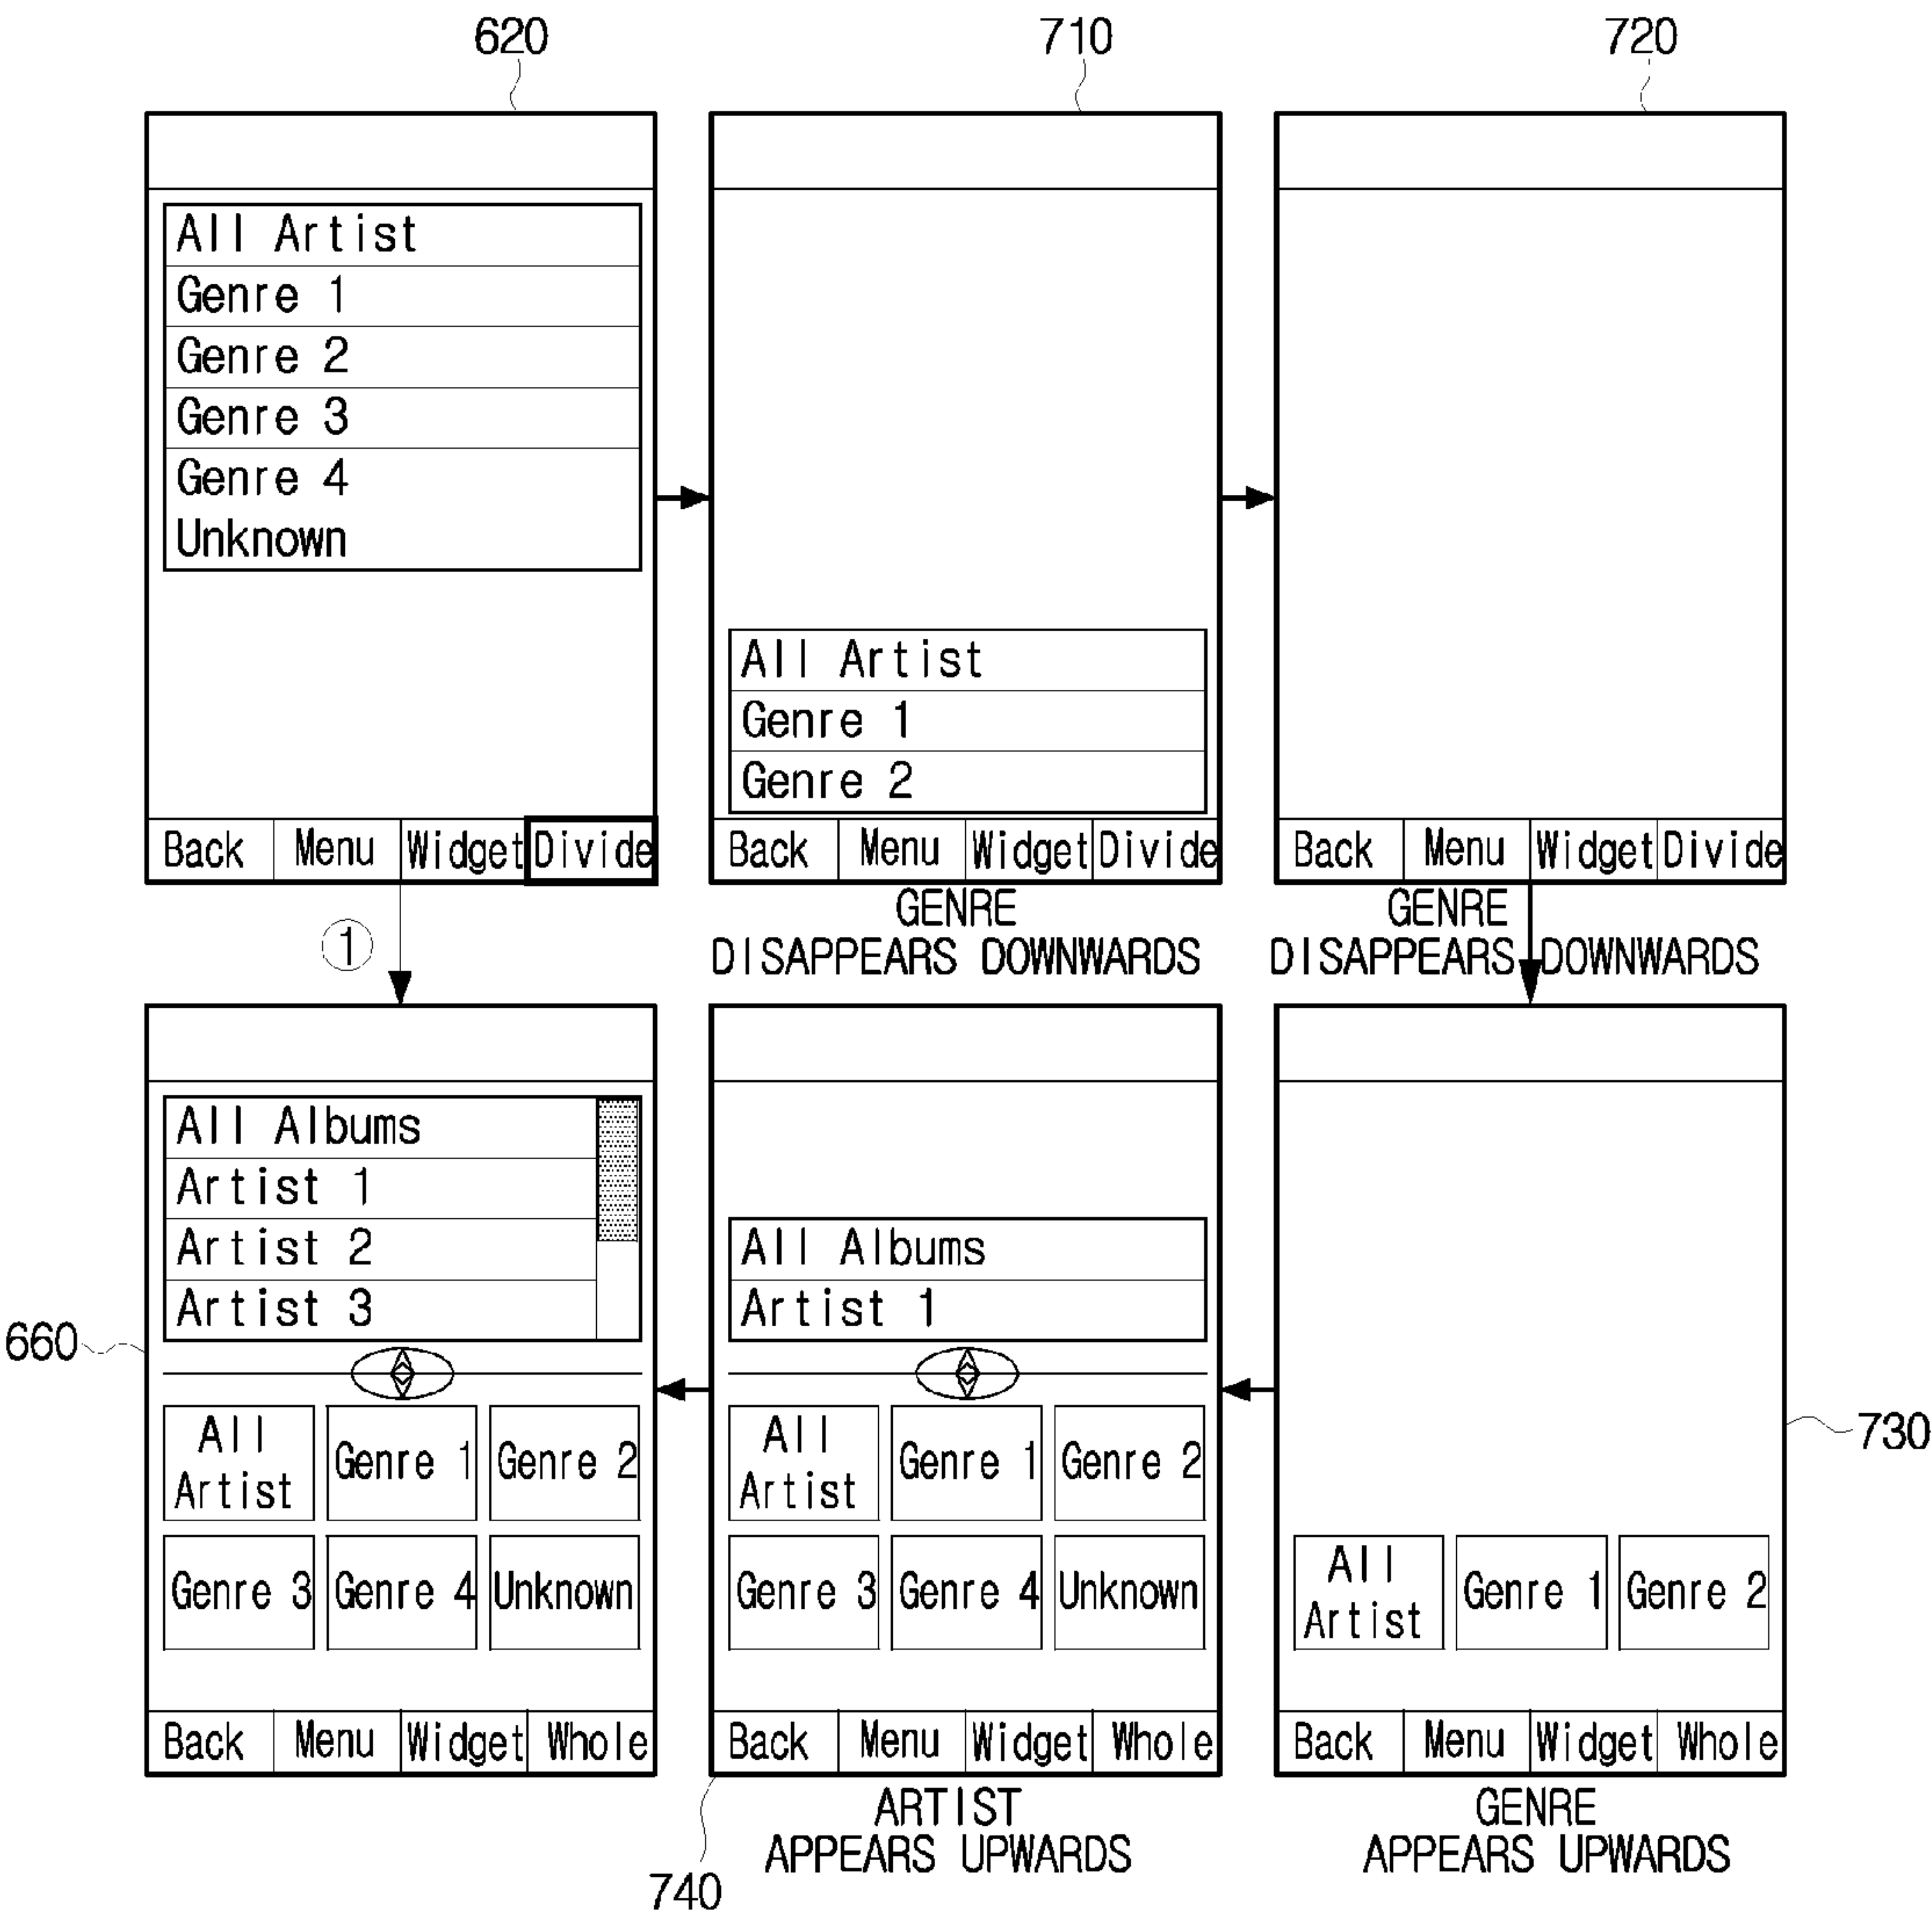 620
710
720
All Artist
Genre 1
Genre 2
Genre 3
Genre 4
Unknown
Back Menu Widget Divide
All Artist
Genre 1
Genre 2
Back Menu Widget Divide
GENRE
DISAPPEARS DOWNWARDS
Back Menu Widget Divide
GENRE
DISAPPEARS DOWNWARDS
①
660
All Albums
Artist 1
Artist 2
Artist 3
All
Artist
Genre 1
Genre 2
Genre 3
Genre 4
Unknown
Back Menu Widget Whole
All Albums
Artist 1
All
Artist
Genre 1
Genre 2
Genre 3
Genre 4
Unknown
Back Menu Widget Whole
ARTIST
APPEARS UPWARDS
740
730
All
Artist
Genre 1
Genre 2
Back Menu Widget Whole
GENRE
APPEARS UPWARDS